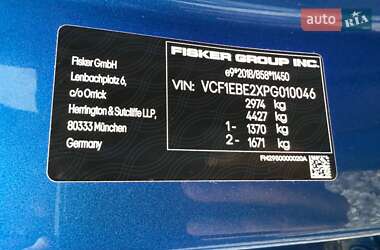 auto RIA
FISKER GROUP INC.
Fisker GmbH
Lenbachplatz 6,
c/o Orrick
Herrington & Sutcliffe LLP,
80333 München
Germany
e9*2018/858*11450
VIN: VCF1EBE2XPG010046
2974 kg
4427 kg
1- 1370 kg
2- 1671 kg
FH2980000020A